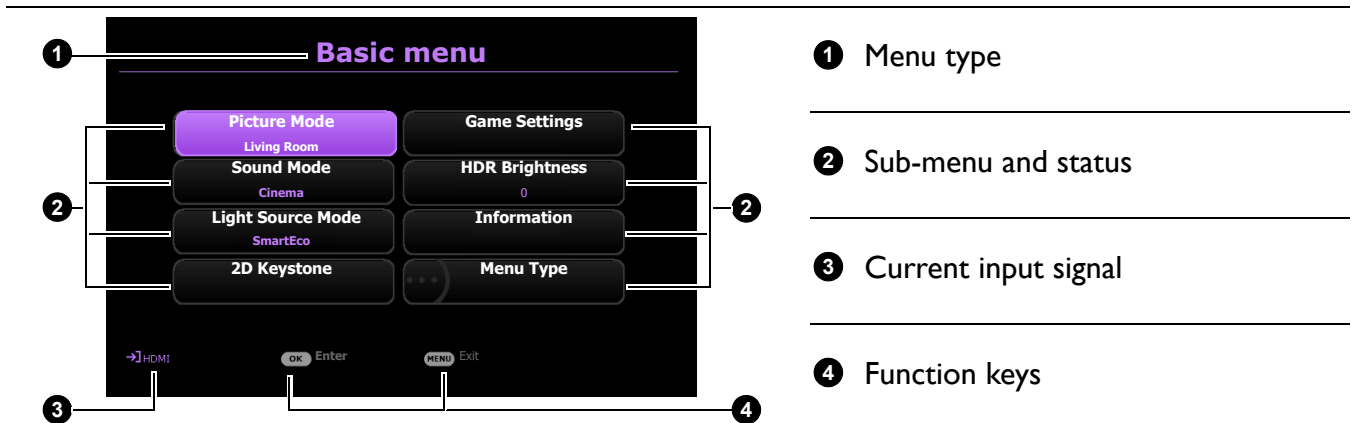 1
Basic menu
Picture Mode
Living Room
Game Settings
Sound Mode
Cinema
HDR Brightness
0
Light Source Mode
SmartEco
Information
2D Keystone
Menu Type
2
2
HDMI
OK Enter
MENU Exit
3
4
1 Menu type
2 Sub-menu and status
3 Current input signal
4 Function keys